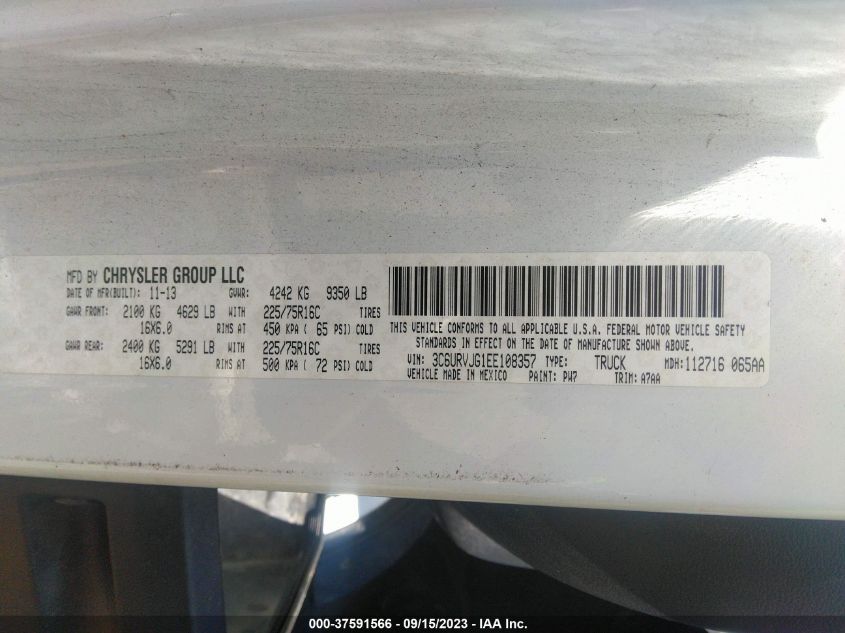 MFD BY CHRYSLER GROUP LLC
DATE OF MFR(BUILT): 11-13 GVWR: 4242 KG 9350 LB
GAWR FRONT: 2100 KG 4629 LB WITH 225/75R16C TIRES
16X6.0 RIMS AT 450 KPA ( 65 PSI) COLD
GAWR REAR: 2400 KG 5291 LB WITH 225/75R16C TIRES
16X6.0 RIMS AT 500 KPA ( 72 PSI) COLD
THIS VEHICLE CONFORMS TO ALL APPLICABLE U.S.A. FEDERAL MOTOR VEHICLE SAFETY
STANDARDS IN EFFECT ON THE DATE OF MANUFACTURE SHOWN ABOVE.
VIN: 3C6URVJG1EE108357 TYPE: TRUCK MDH:112716 065AA
VEHICLE MADE IN MEXICO PAINT: PW7 TRIM: A7AA
000-37591566 - 09/15/2023 - IAA Inc.